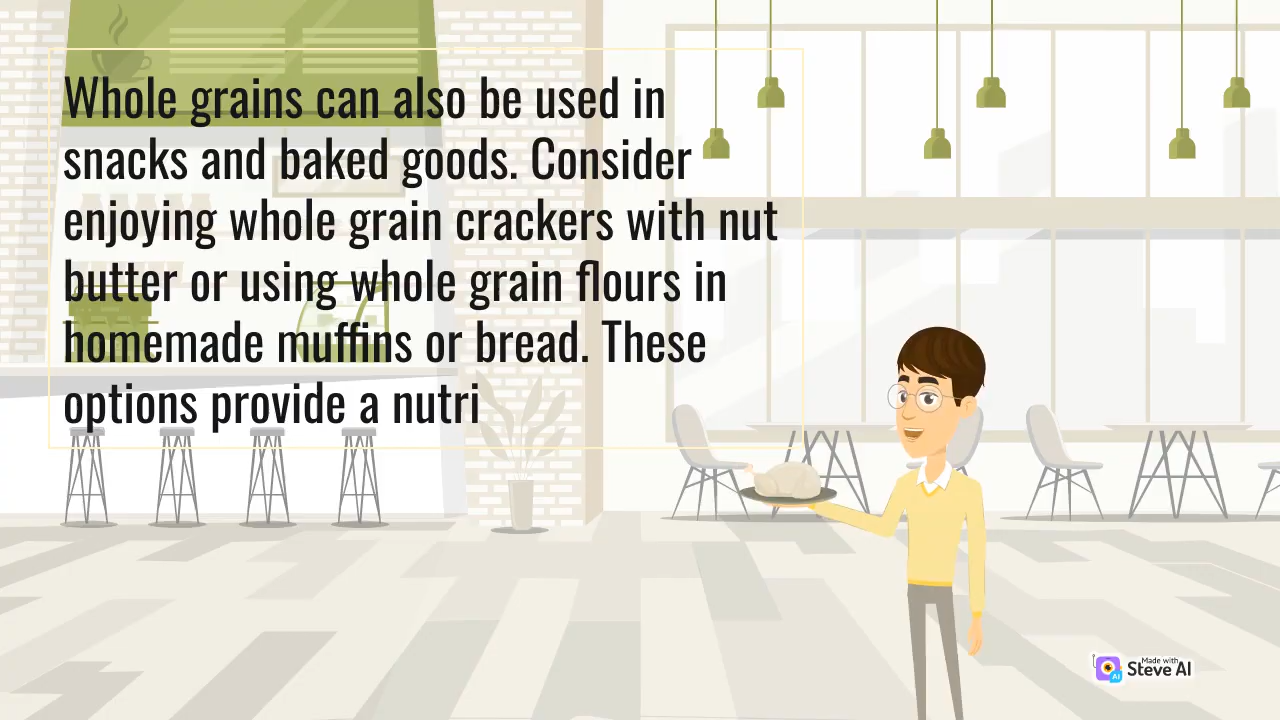 Whole grains can also be used in
snacks and baked goods. Consider
enjoying whole grain crackers with nut
butter or using whole grain flours in
homemade muffins or bread. These
options provide a nutri
Made with
Steve AI
AI